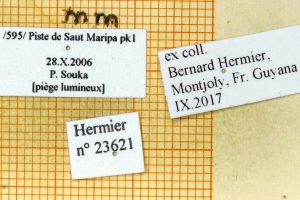 mm
/595/ Piste de Saut Maripa pk1
28.X.2006
P. Souka
[piège lumineux]
ex coll.
Bernard Hermier,
Montjoly, Fr. Guyana
IX.2017
Hermier
n° 23621